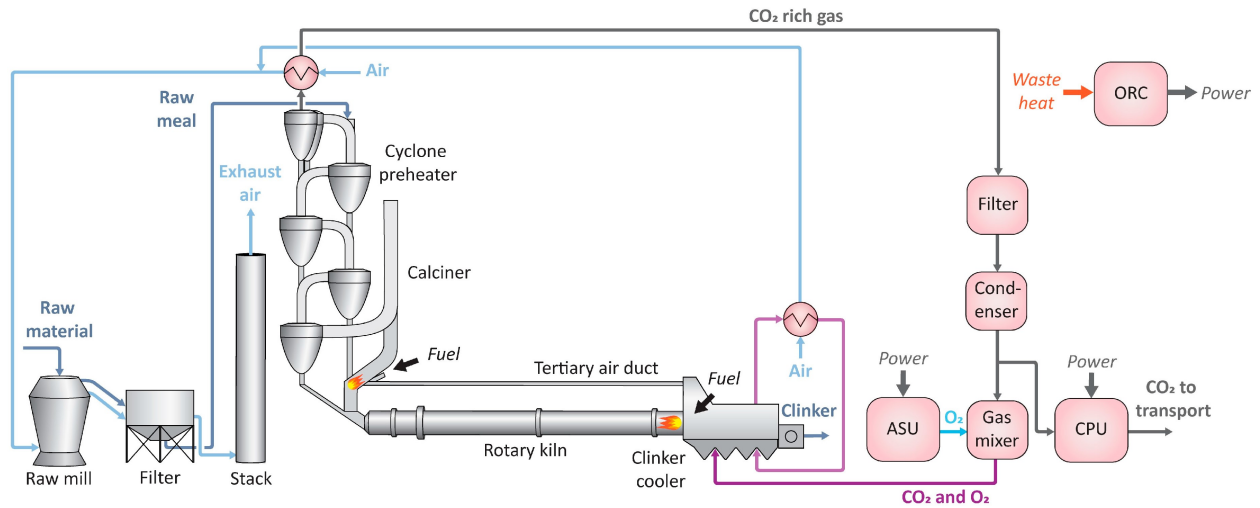 CO₂ rich gas
Air
Waste
heat
ORC
Power
Raw
meal
Cyclone
preheater
Exhaust
air
Filter
Calciner
Cond-
enser
Raw
material
Fuel
Tertiary air duct
Fuel
Air
Power
Power
CO₂ to
transport
Clinker
ASU
O₂
Gas
mixer
CPU
Rotary kiln
Clinker
cooler
Raw mill
Filter
Stack
CO₂ and O₂